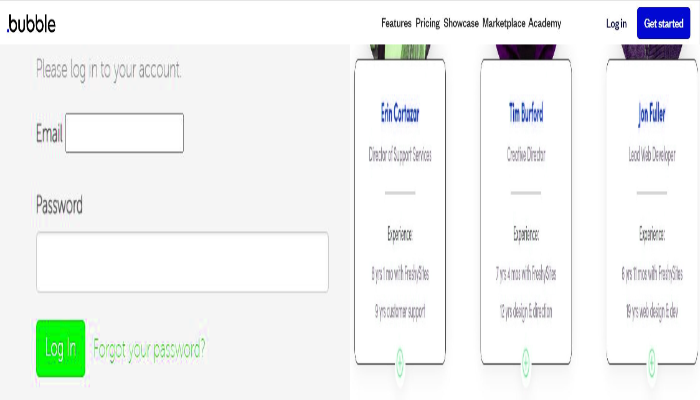 .bubble
Features Pricing Showcase Marketplace Academy
Log in
Get started
Please log in to your account.
Email
Password
Log In
Forgot your password?
Erin Cortazar
Director of Support Services
Experience:
8 yrs 1 mo with FreshySites
9 yrs customer support
Tim Burford
Creative Director
Experience:
7 yrs 4 mos with FreshySites
12 yrs design & direction
Jon Fuller
Lead Web Developer
Experience:
6 yrs 11 mos with FreshySites
19 yrs web design & dev